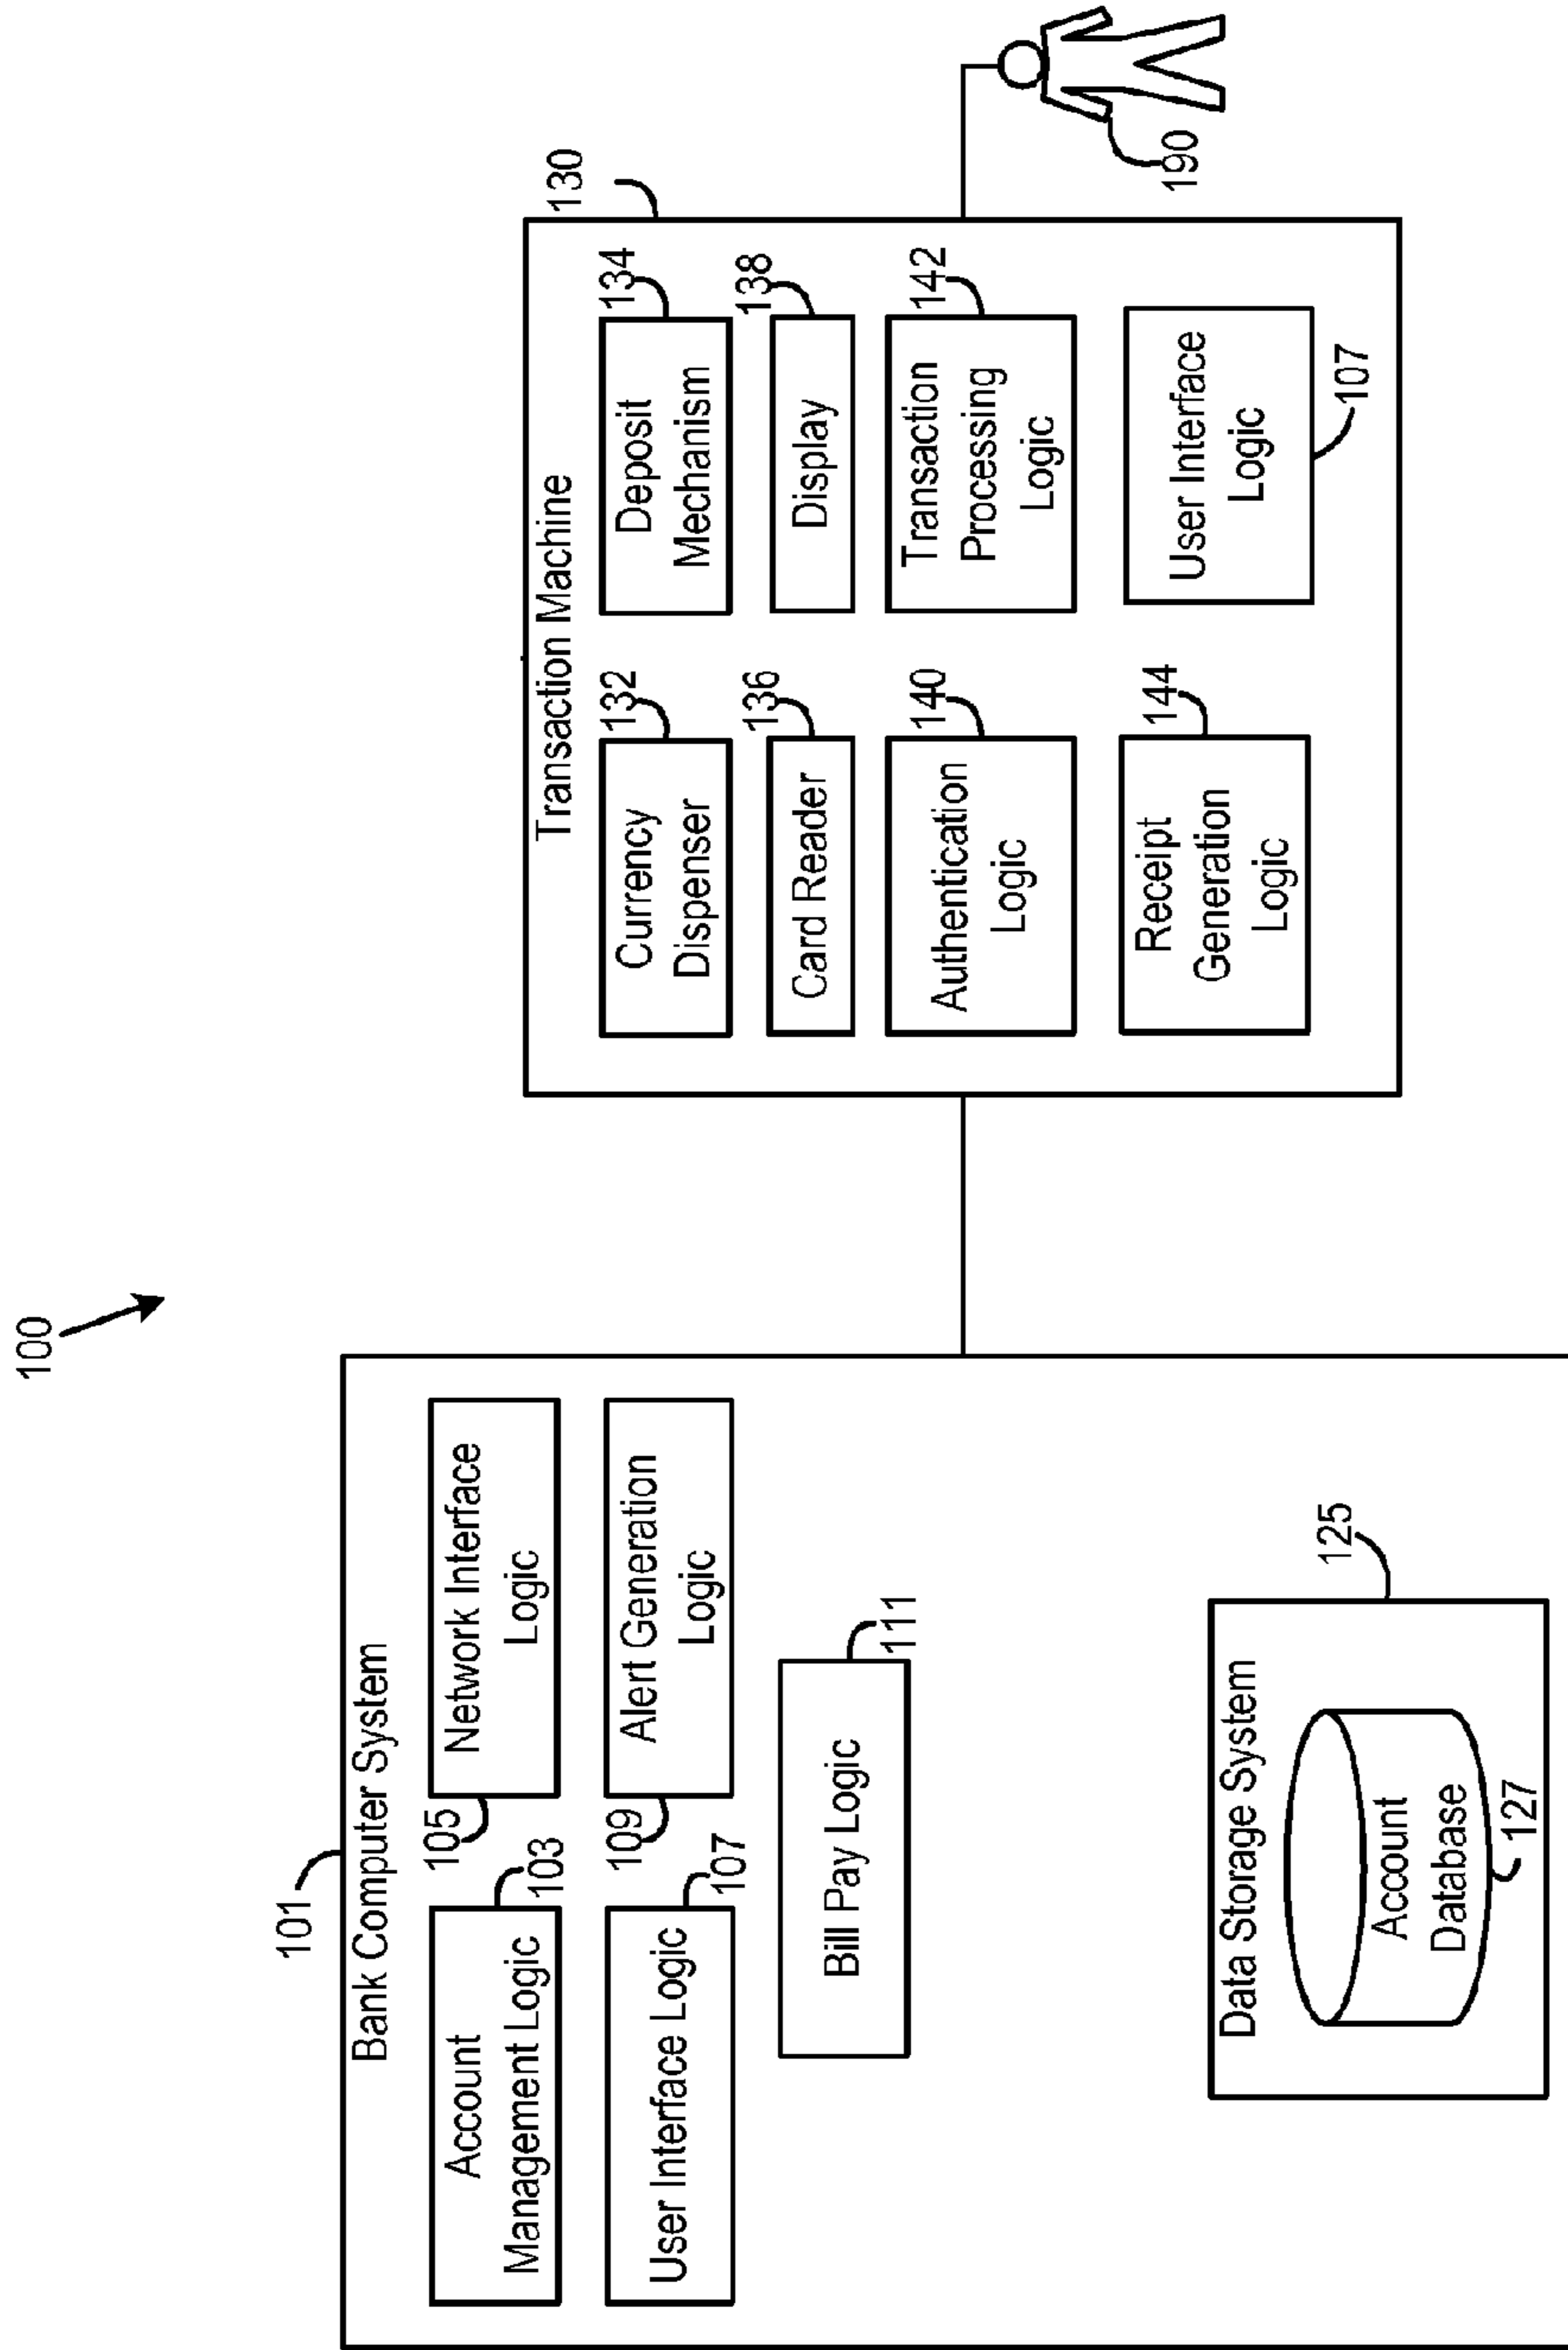 100
101
Bank Computer System
Account
Management Logic
103
105
Network Interface
Logic
User Interface Logic
107
109
Alert Generation
Logic
Bill Pay Logic
111
Data Storage System
125
Account
Database
127
130
Transaction Machine
Currency
Dispenser
132
Deposit
Mechanism
134
Card Reader
136
Display
138
Authentication
Logic
140
Transaction
Processing
Logic
142
Receipt
Generation
Logic
144
User Interface
Logic
107
190